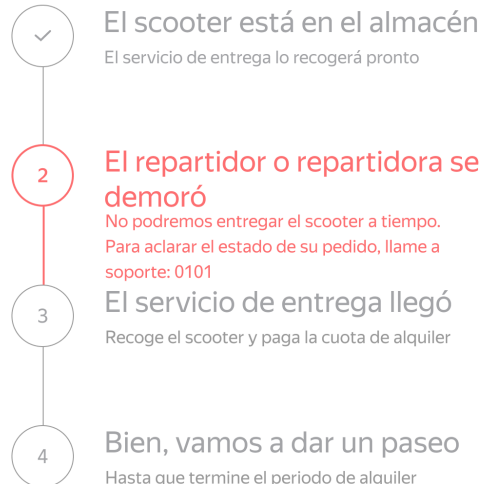 El scooter está en el almacén
El servicio de entrega lo recogerá pronto
2
El repartidor o repartidora se
demoró
No podremos entregar el scooter a tiempo.
Para aclarar el estado de su pedido, llame a
soporte: 0101
3
El servicio de entrega llegó
Recoge el scooter y paga la cuota de alquiler
4
Bien, vamos a dar un paseo
Hasta que termine el periodo de alquiler